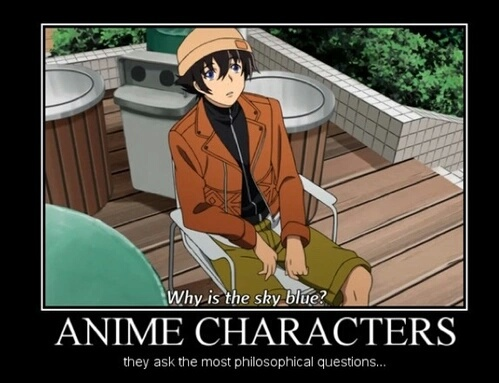 Why is the sky blue?
ANIME CHARACTERS
they ask the most philosophical questions...